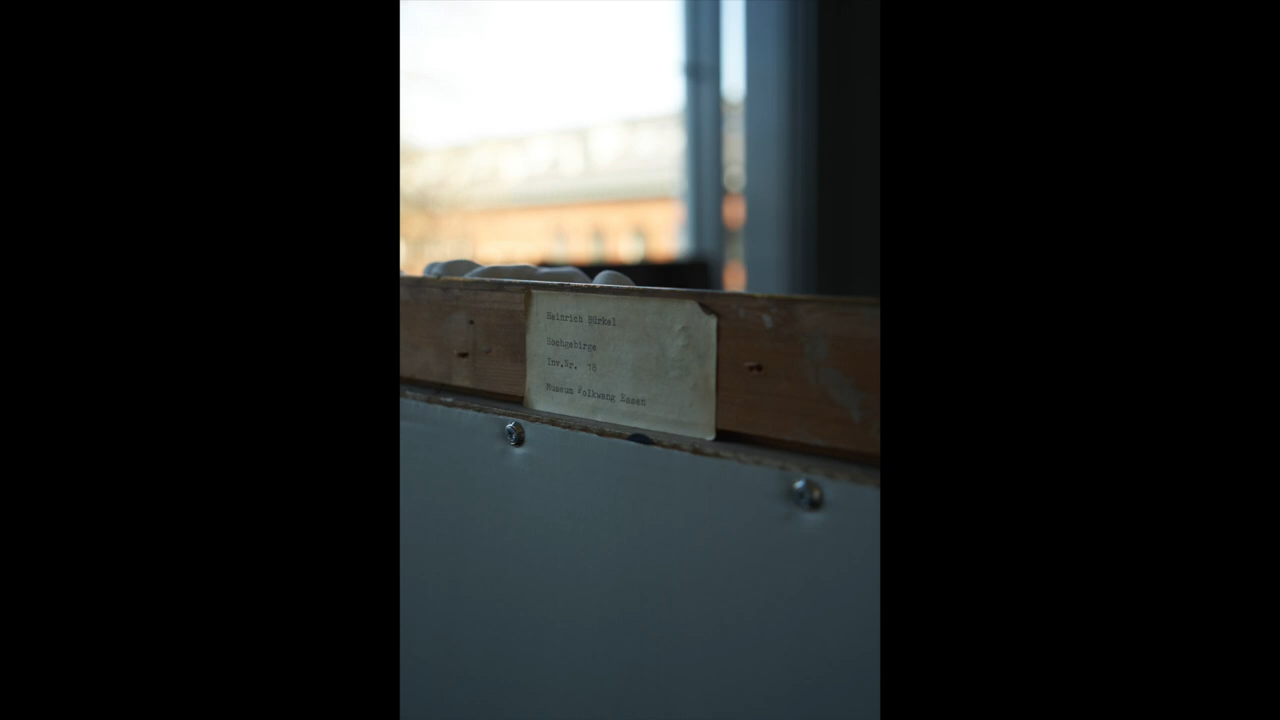 Heinrich Bürkel
Hochgebirge
Inv.Nr. 18
Museum Folkwang Essen